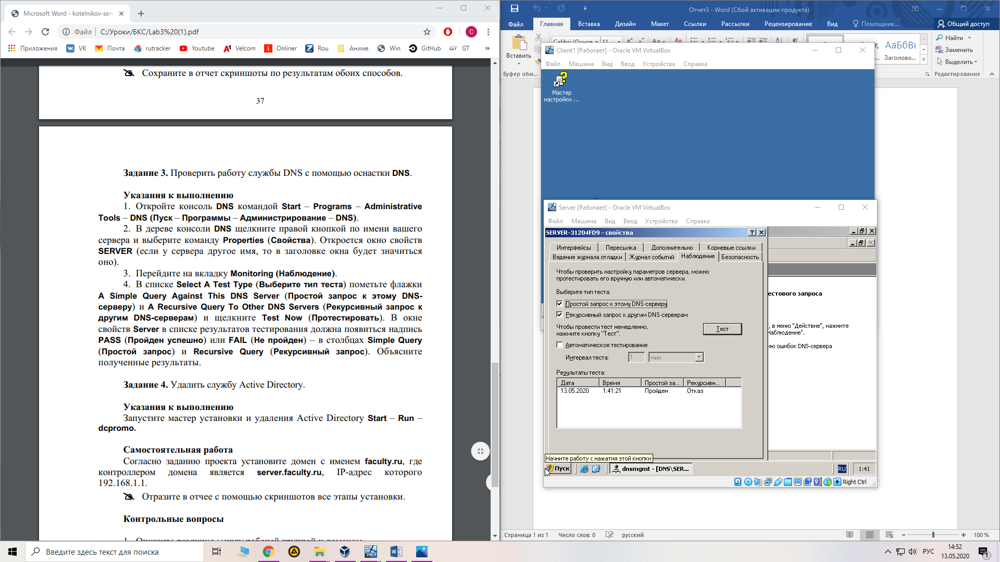 Microsoft Word - kotelnikov-serv
Файл
C:/Уроки/БКС/Lab3%20(1).pdf
С
Приложения
VK
Почта
rutracker
Youtube
Velcom
Onliner
Rou
Аниме
Win
GitHub
GT
»
Сохраните в отчет скриншоты по результатам обоих способов.
37
Задание 3. Проверить работу службы DNS с помощью оснастки DNS.
Указания к выполнению
1. Откройте консоль DNS командой Start – Programs – Administrative
Tools – DNS (Пуск – Программы – Администрирование – DNS).
2. В дереве консоли DNS щелкните правой кнопкой по имени вашего
сервера и выберите команду Properties (Свойства). Откроется окно свойств
SERVER (если у сервера другое имя, то в заголовке окна будет значиться
оно).
3. Перейдите на вкладку Monitoring (Наблюдение).
4. В списке Select A Test Type (Выберите тип теста) пометьте флажки
A Simple Query Against This DNS Server (Простой запрос к этому DNS-
серверу) и A Recursive Query To Other DNS Servers (Рекурсивный запрос к
другим DNS-серверам) и щелкните Test Now (Протестировать). В окне
свойств Server в списке результатов тестирования должна появиться надпись
PASS (Пройден успешно) или FAIL (Не пройден) – в столбцах Simple Query
(Простой запрос) и Recursive Query (Рекурсивный запрос). Объясните
полученные результаты.
Задание 4. Удалить службу Active Directory.
Указания к выполнению
Запустите мастер установки и удаления Active Directory Start – Run –
dcpromo.
Самостоятельная работа
Согласно заданию проекта установите домен с именем faculty.ru, где
контроллером домена является server.faculty.ru, IP-адрес которого
192.168.1.1.
Отразите в отчее с помощью скриншотов все этапы установки.
Контрольные вопросы
Отчет3 - Word (Сбой активации продукта)
Файл
Главная
Вставка
Дизайн
Макет
Ссылки
Рассылки
Рецензирование
Вид
Помощник...
Общий доступ
Вставить
Буфер обм...
Calibri (Основ
11
АаБбВı
Заголово...
Найти
Заменить
Выделить
Редактирование
Client1 [Работает] - Oracle VM VirtualBox
Файл Машина Вид Ввод Устройства Справка
Мастер
настройки ...
Server [Работает] - Oracle VM VirtualBox
Файл Машина Вид Ввод Устройства Справка
SERVER-31204FD9 - свойства
Интерфейсы
Пересылка
Дополнительно
Корневые ссылки
Ведение журнала отладки
Журнал событий
Наблюдение
Безопасность
Чтобы проверить настройку параметров сервера, можно
протестировать его вручную или автоматически.
Выберите тип теста:
Простой запрос к этому DNS-серверу
Рекурсивный запрос к другим DNS-серверам
Чтобы провести тест немедленно,
нажмите кнопку "Тест".
Тест
Автоматическое тестирование
Интервал теста:
1
мин
Результаты теста:
Дата Время Простой за... Рекурсивн...
13.05.2020 1:41:21 Пройден Отказ
естового запроса
, в меню "Действие", нажмите
Наблюдение".
ию ошибок DNS-сервера
Начните работу с нажатия этой кнопки
Пуск
dnsmgmt - [DNS\SER...
RU
1:41
Right Ctrl
Страница 1 из 1
Число слов: 0
русский
100 %
Введите здесь текст для поиска
РУС
14:52
13.05.2020
1